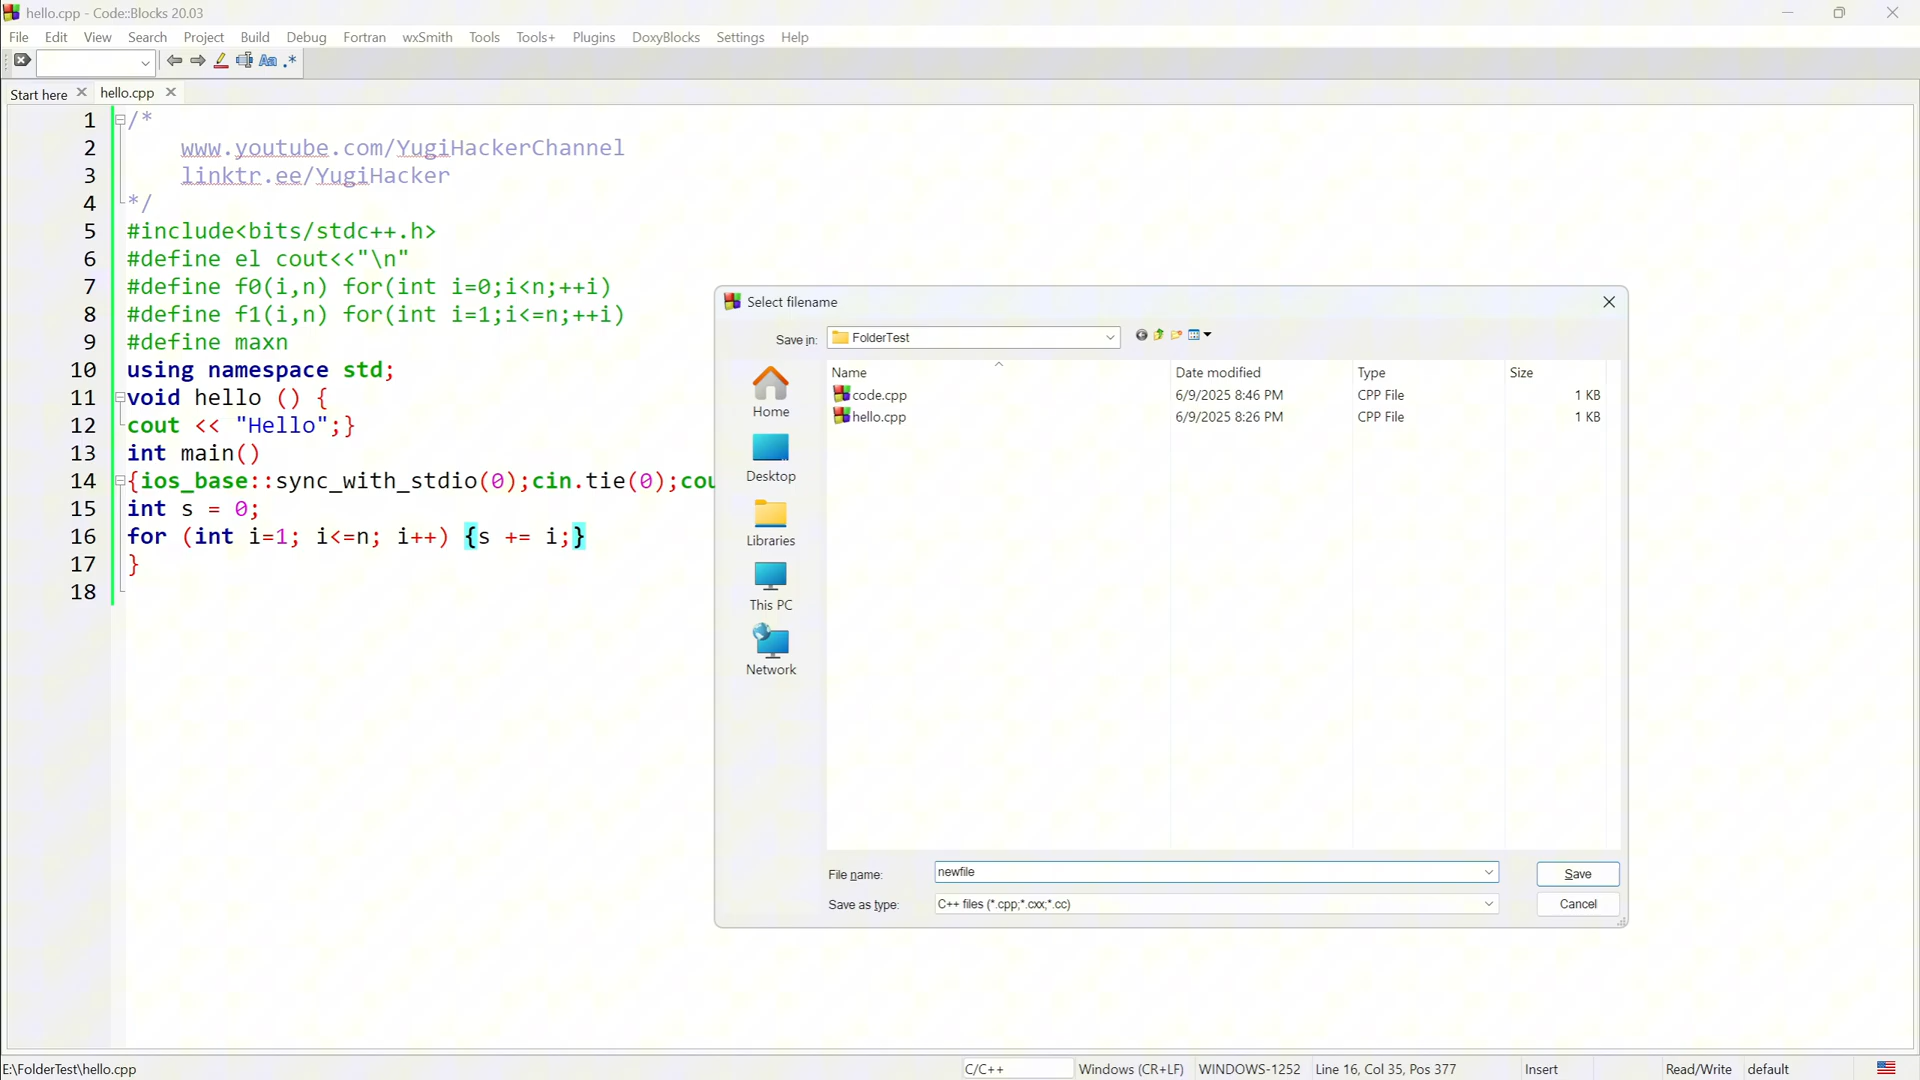 hello.cpp - Code::Blocks 20.03
File Edit View Search Project Build Debug Fortran wxSmith Tools Tools+ Plugins DoxyBlocks Settings Help
Aa .*
Start here hello.cpp
1 /*
2 www.youtube.com/YugiHackerChannel
3 linktr.ee/YugiHacker
4 */
5 #include<bits/stdc++.h>
6 #define el cout<<"\n"
7 #define f0(i,n) for(int i=0;i<n;++i)
8 #define f1(i,n) for(int i=1;i<=n;++i)
9 #define maxn
10 using namespace std;
11 void hello () {
12 cout << "Hello";}
13 int main()
14 {ios_base::sync_with_stdio(0);cin.tie(0);cou
15 int s = 0;
16 for (int i=1; i<=n; i++) {s += i;}
17 }
18
Select filename
Save in: FolderTest
Home
Desktop
Libraries
This PC
Network
Name Date modified Type Size
code.cpp 6/9/2025 8:46 PM CPP File 1 KB
hello.cpp 6/9/2025 8:26 PM CPP File 1 KB
File name: newfile Save
Save as type: C++ files (*.cpp;*.cxx;*.cc) Cancel
E:\FolderTest\hello.cpp C/C++ Windows (CR+LF) WINDOWS-1252 Line 16, Col 35, Pos 377 Insert Read/Write default